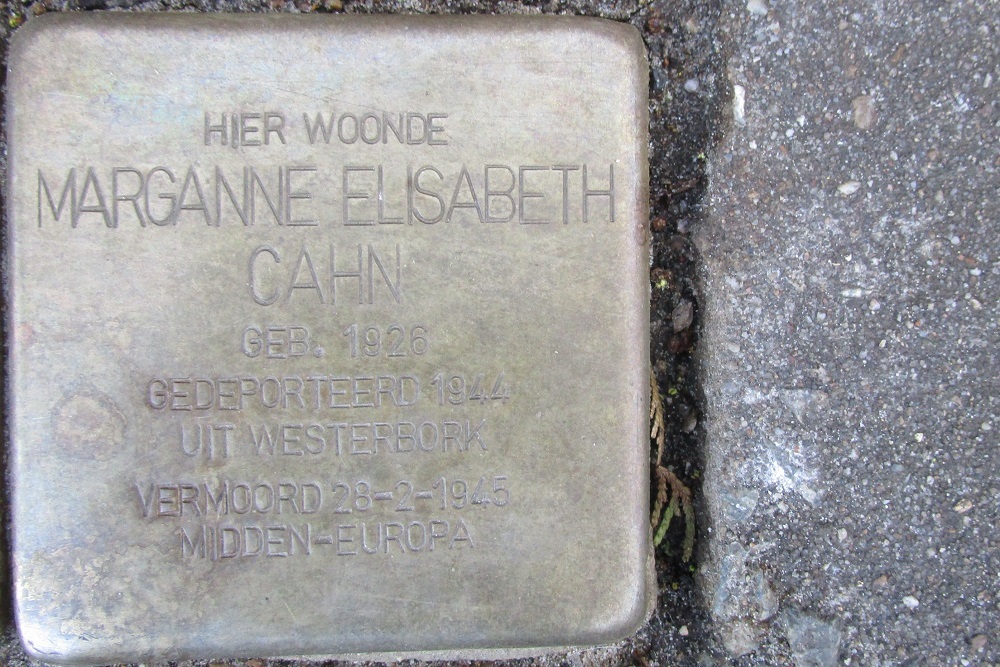 HIER WOONDE
MARGANNE ELISABETH
CAHN
GEB. 1926
GEDEPORTEERD 1944
UIT WESTERBORK
VERMOORD 28-2-1945
MIDDEN-EUROPA